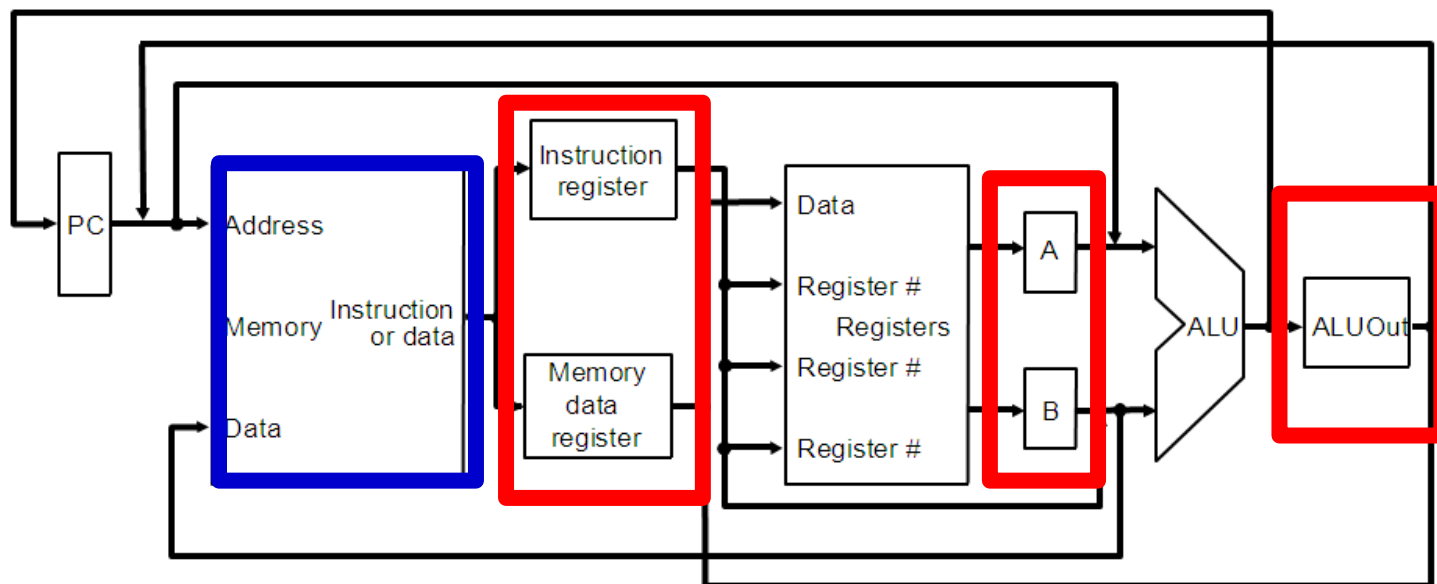 PC
Address
Memory
Instruction
or data
Data
Instruction
register
Memory
data
register
Data
Register #
Registers
Register #
Register #
A
B
ALU
ALUOut